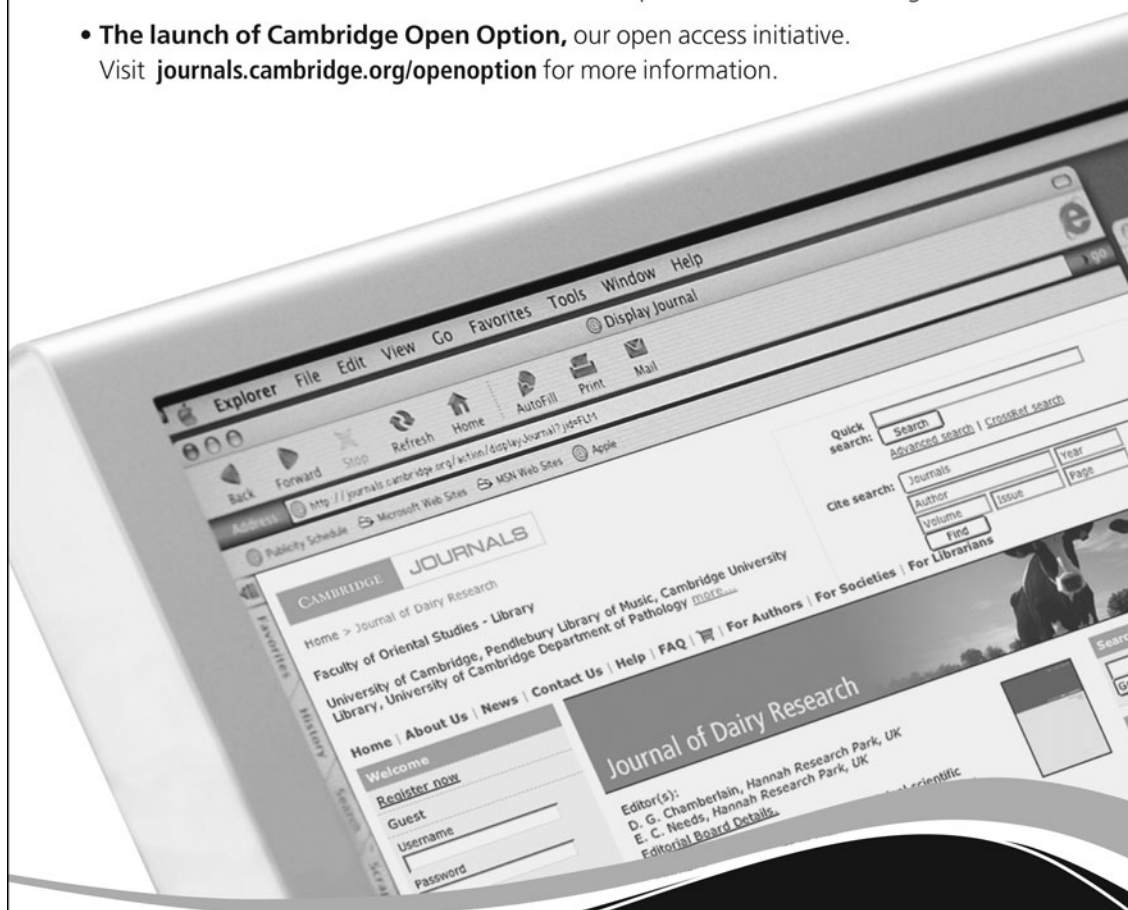 • The launch of Cambridge Open Option, our open access initiative.
Visit journals.cambridge.org/openoption for more information.
Explorer File Edit View Go Favorites Tools Window Help
Display Journal
Back Forward Stop Refresh Home AutoFill Print Mail
Address http://journals.cambridge.org/action/displayJournal?jid=FLM
go
Publicity Schedule Microsoft Web Sites MSN Web Sites Apple
Favorites
History
Search
CAMBRIDGE JOURNALS
Quick search: Search
Advanced search | CrossRef search
Cite search: Journals Year
Author
Volume Issue Page
Find
Home > Journal of Dairy Research
Faculty of Oriental Studies - Library
University of Cambridge, Pendlebury Library of Music, Cambridge University
Library, University of Cambridge Department of Pathology more....
Home | About Us | News | Contact Us | Help | FAQ | For Authors | For Societies | For Librarians
Welcome
Register now
Guest
Username
Password
Journal of Dairy Research
Editor(s):
D. G. Chamberlain, Hannah Research Park, UK
E. C. Needs, Hannah Research Park, UK
Editorial Board Details.
scientific